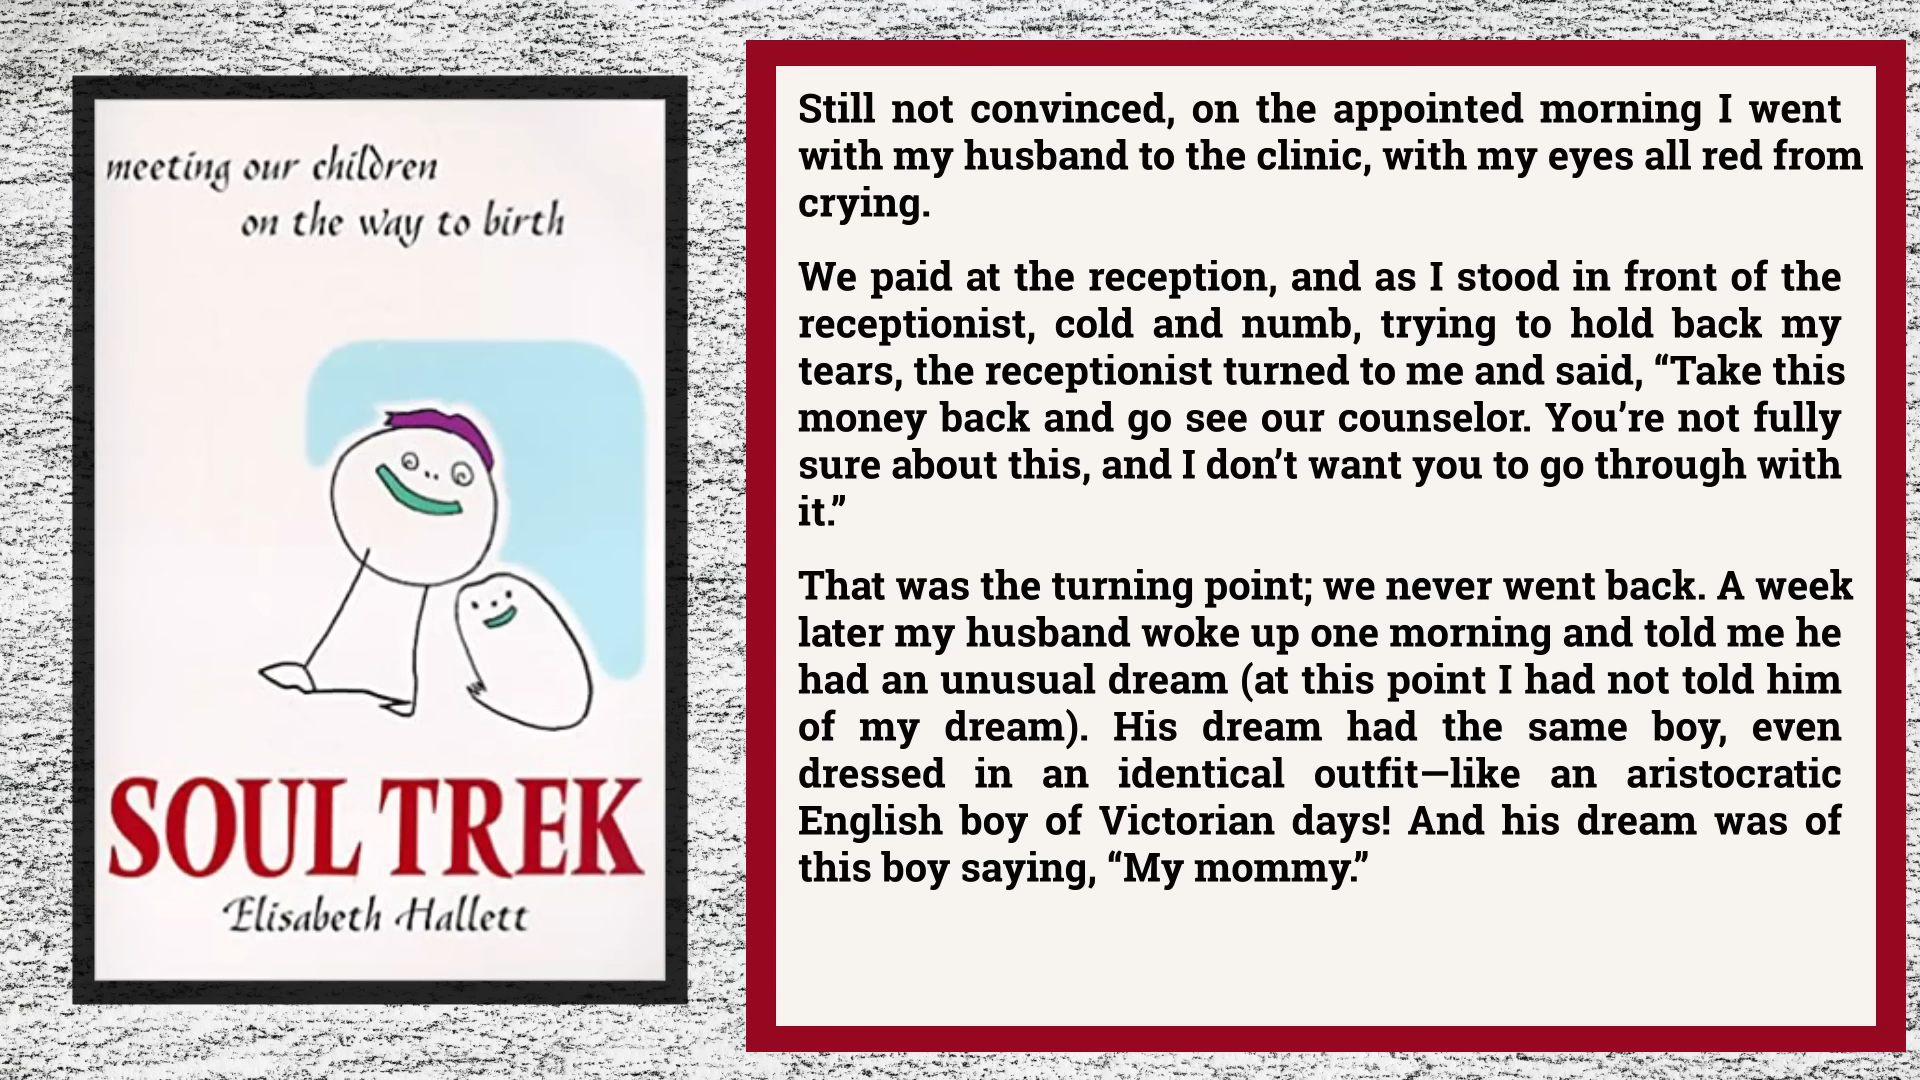 meeting our children
on the way to birth
SOUL TREK
Elisabeth Hallett
Still not convinced, on the appointed morning I went
with my husband to the clinic, with my eyes all red from
crying.
We paid at the reception, and as I stood in front of the
receptionist, cold and numb, trying to hold back my
tears, the receptionist turned to me and said, “Take this
money back and go see our counselor. You’re not fully
sure about this, and I don’t want you to go through with
it.”
That was the turning point; we never went back. A week
later my husband woke up one morning and told me he
had an unusual dream (at this point I had not told him
of my dream). His dream had the same boy, even
dressed in an identical outfit—like an aristocratic
English boy of Victorian days! And his dream was of
this boy saying, “My mommy.”